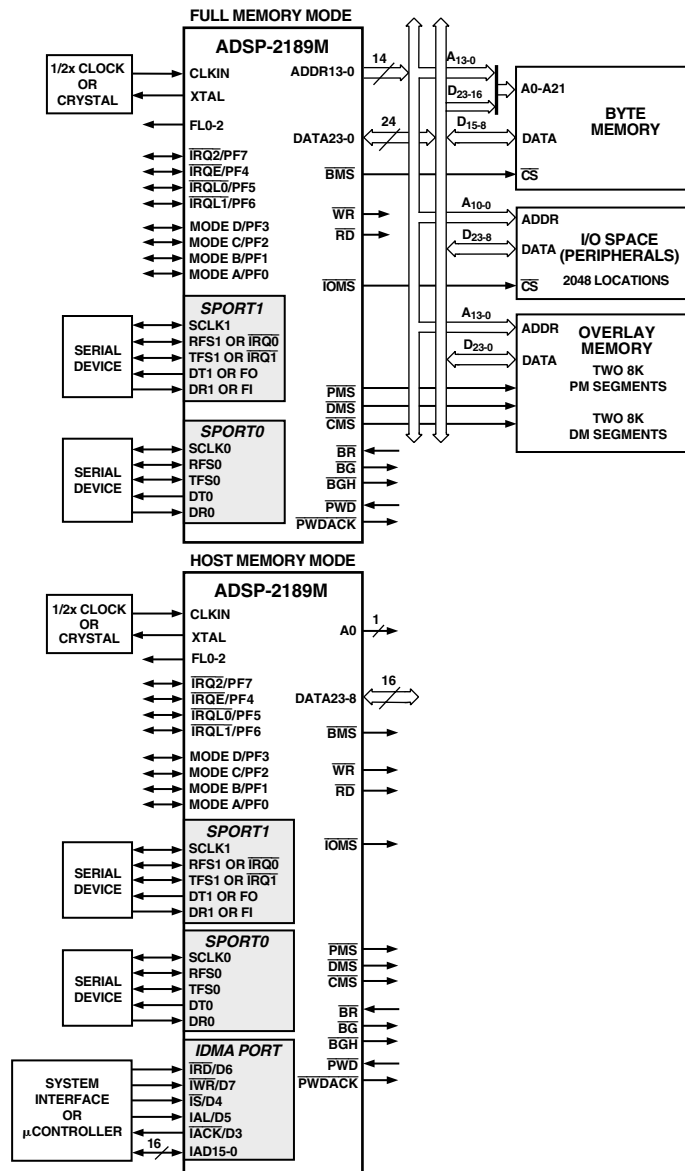 FULL MEMORY MODE
ADSP-2189M
1/2x CLOCK
OR
CRYSTAL
CLKIN
XTAL
FL0-2
IRQ2/PF7
IRQE/PF4
IRQL0/PF5
IRQL1/PF6
MODE D/PF3
MODE C/PF2
MODE B/PF1
MODE A/PF0
SPORT1
SCLK1
RFS1 OR IRQ0
TFS1 OR IRQ1
DT1 OR FO
DR1 OR FI
SERIAL
DEVICE
SPORT0
SCLK0
RFS0
TFS0
DT0
DR0
SERIAL
DEVICE
ADDR13-0
14
DATA23-0
24
BMS
WR
RD
IOMS
PMS
DMS
CMS
BR
BG
BGH
PWD
PWDACK
A13-0
D23-16
D15-8
A0-A21
DATA
CS
BYTE
MEMORY
A10-0
D23-8
ADDR
DATA
CS
I/O SPACE
(PERIPHERALS)
2048 LOCATIONS
A13-0
D23-0
ADDR
DATA
OVERLAY
MEMORY
TWO 8K
PM SEGMENTS
TWO 8K
DM SEGMENTS
HOST MEMORY MODE
ADSP-2189M
1/2x CLOCK
OR
CRYSTAL
CLKIN
XTAL
FL0-2
IRQ2/PF7
IRQE/PF4
IRQL0/PF5
IRQL1/PF6
MODE D/PF3
MODE C/PF2
MODE B/PF1
MODE A/PF0
SPORT1
SCLK1
RFS1 OR IRQ0
TFS1 OR IRQ1
DT1 OR FO
DR1 OR FI
SERIAL
DEVICE
SPORT0
SCLK0
RFS0
TFS0
DT0
DR0
SERIAL
DEVICE
IDMA PORT
IRD/D6
IWR/D7
IS/D4
IAL/D5
IACK/D3
IAD15-0
16
SYSTEM
INTERFACE
OR
μCONTROLLER
A0
1
DATA23-8
16
BMS
WR
RD
IOMS
PMS
DMS
CMS
BR
BG
BGH
PWD
PWDACK